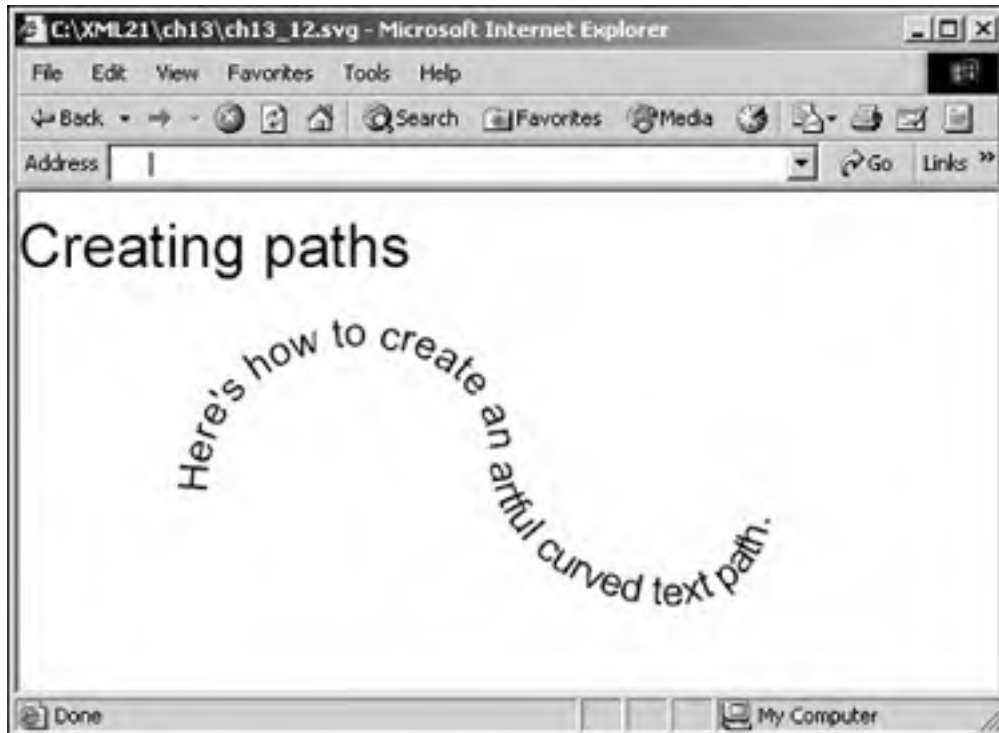 C:\XML21\ch13\ch13_12.svg - Microsoft Internet Explorer
File Edit View Favorites Tools Help
Back Search Favorites Media
Address Go Links »
Creating paths
Here's how to create an artful curved text path.
Done My Computer